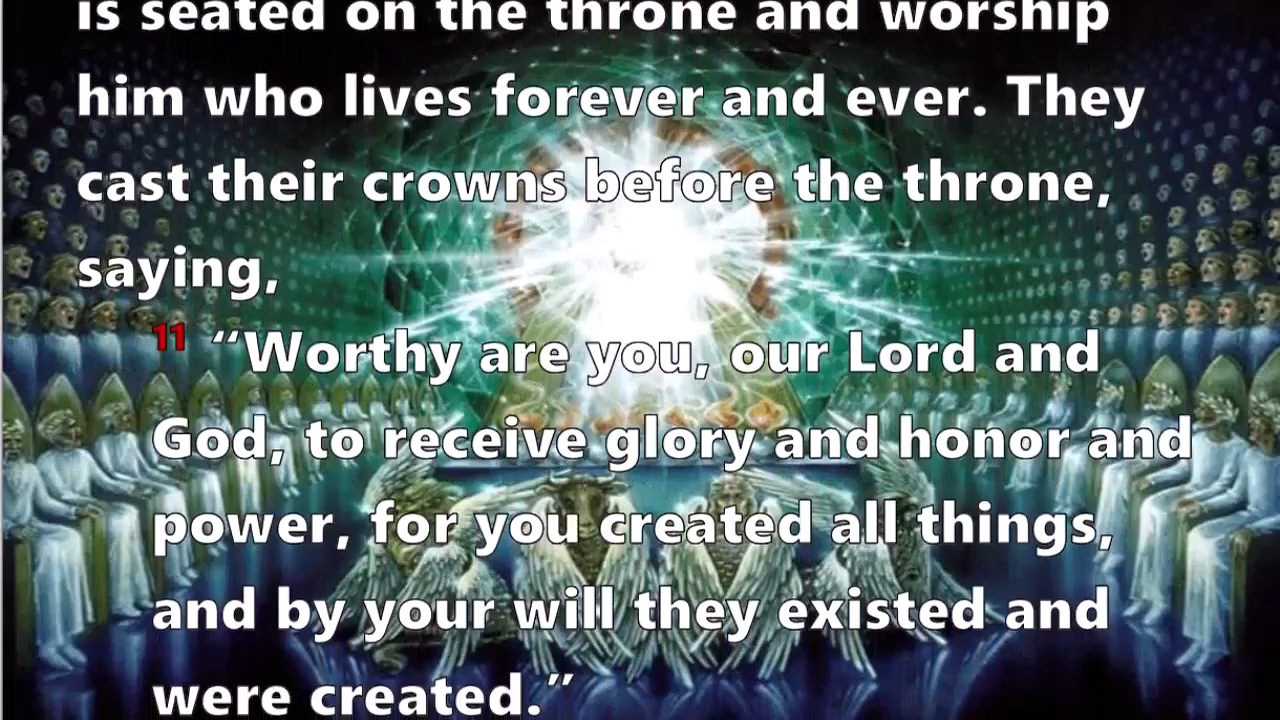 is seated on the throne and worship
him who lives forever and ever. They
cast their crowns before the throne,
saying,
11 “Worthy are you, our Lord and
God, to receive glory and honor and
power, for you created all things,
and by your will they existed and
were created.”